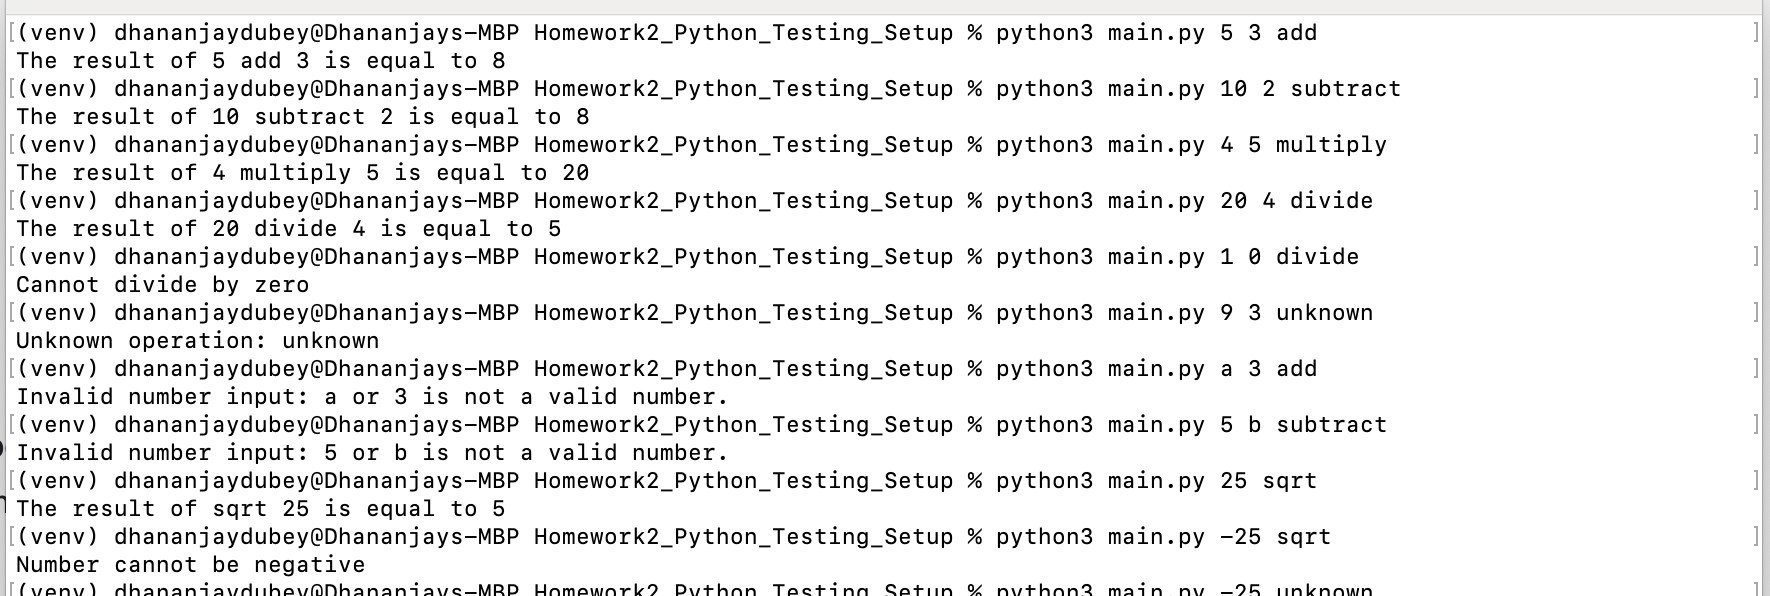 [(venv) dhananjaydubey@Dhananjays-MBP Homework2_Python_Testing_Setup % python3 main.py 5 3 add ]
The result of 5 add 3 is equal to 8
[(venv) dhananjaydubey@Dhananjays-MBP Homework2_Python_Testing_Setup % python3 main.py 10 2 subtract ]
The result of 10 subtract 2 is equal to 8
[(venv) dhananjaydubey@Dhananjays-MBP Homework2_Python_Testing_Setup % python3 main.py 4 5 multiply ]
The result of 4 multiply 5 is equal to 20
[(venv) dhananjaydubey@Dhananjays-MBP Homework2_Python_Testing_Setup % python3 main.py 20 4 divide ]
The result of 20 divide 4 is equal to 5
[(venv) dhananjaydubey@Dhananjays-MBP Homework2_Python_Testing_Setup % python3 main.py 1 0 divide ]
Cannot divide by zero
[(venv) dhananjaydubey@Dhananjays-MBP Homework2_Python_Testing_Setup % python3 main.py 9 3 unknown ]
Unknown operation: unknown
[(venv) dhananjaydubey@Dhananjays-MBP Homework2_Python_Testing_Setup % python3 main.py a 3 add ]
Invalid number input: a or 3 is not a valid number.
[(venv) dhananjaydubey@Dhananjays-MBP Homework2_Python_Testing_Setup % python3 main.py 5 b subtract ]
Invalid number input: 5 or b is not a valid number.
[(venv) dhananjaydubey@Dhananjays-MBP Homework2_Python_Testing_Setup % python3 main.py 25 sqrt ]
The result of sqrt 25 is equal to 5
[(venv) dhananjaydubey@Dhananjays-MBP Homework2_Python_Testing_Setup % python3 main.py -25 sqrt ]
Number cannot be negative
[(venv) dhananjaydubey@Dhananjays-MBP Homework2_Python_Testing_Setup % python3 main.py -25 unknown ]